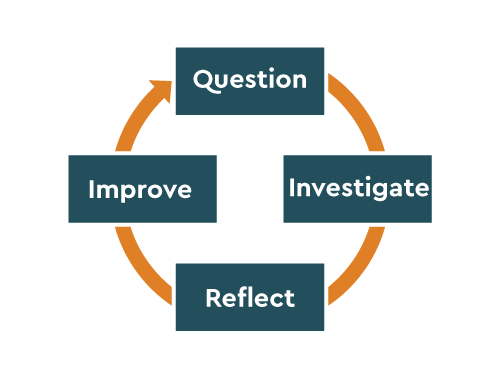 Question
Investigate
Reflect
Improve